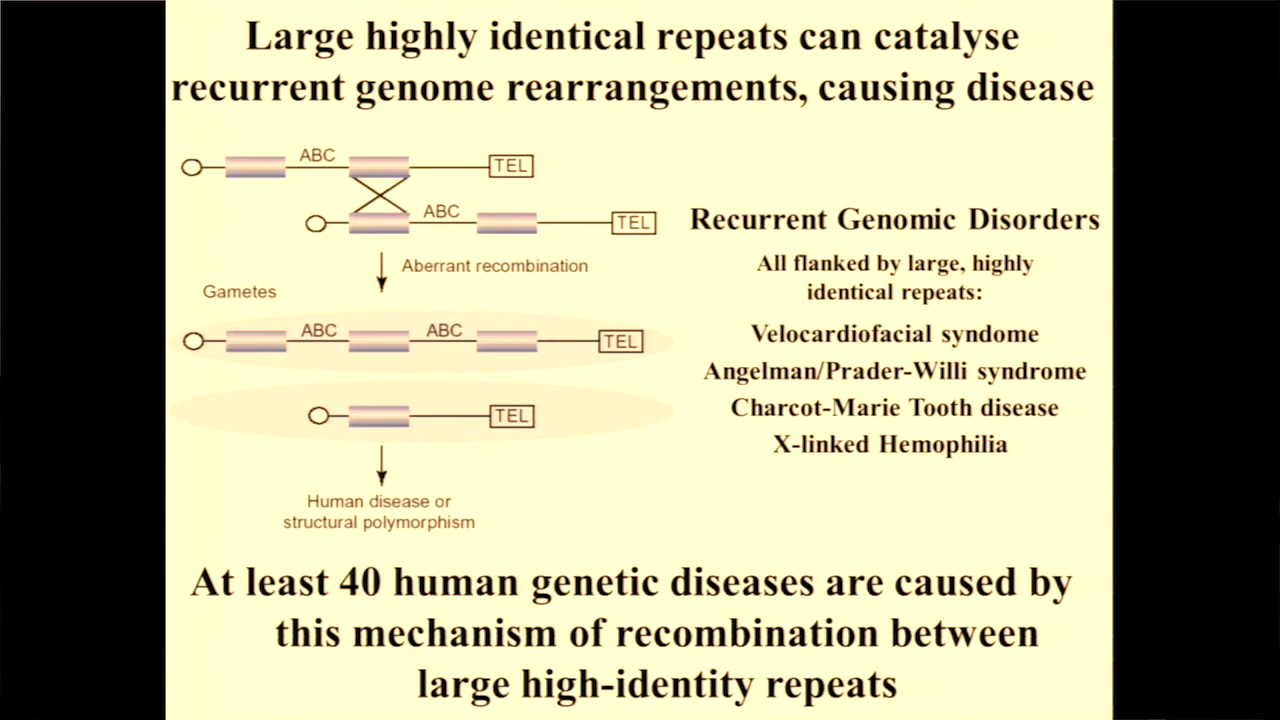 Large highly identical repeats can catalyse
recurrent genome rearrangements, causing disease
ABC
TEL
ABC
TEL
Aberrant recombination
Gametes
ABC
ABC
TEL
TEL
Human disease or
structural polymorphism
Recurrent Genomic Disorders
All flanked by large, highly
identical repeats:
Velocardiofacial syndome
Angelman/Prader-Willi syndrome
Charcot-Marie Tooth disease
X-linked Hemophilia
At least 40 human genetic diseases are caused by
this mechanism of recombination between
large high-identity repeats